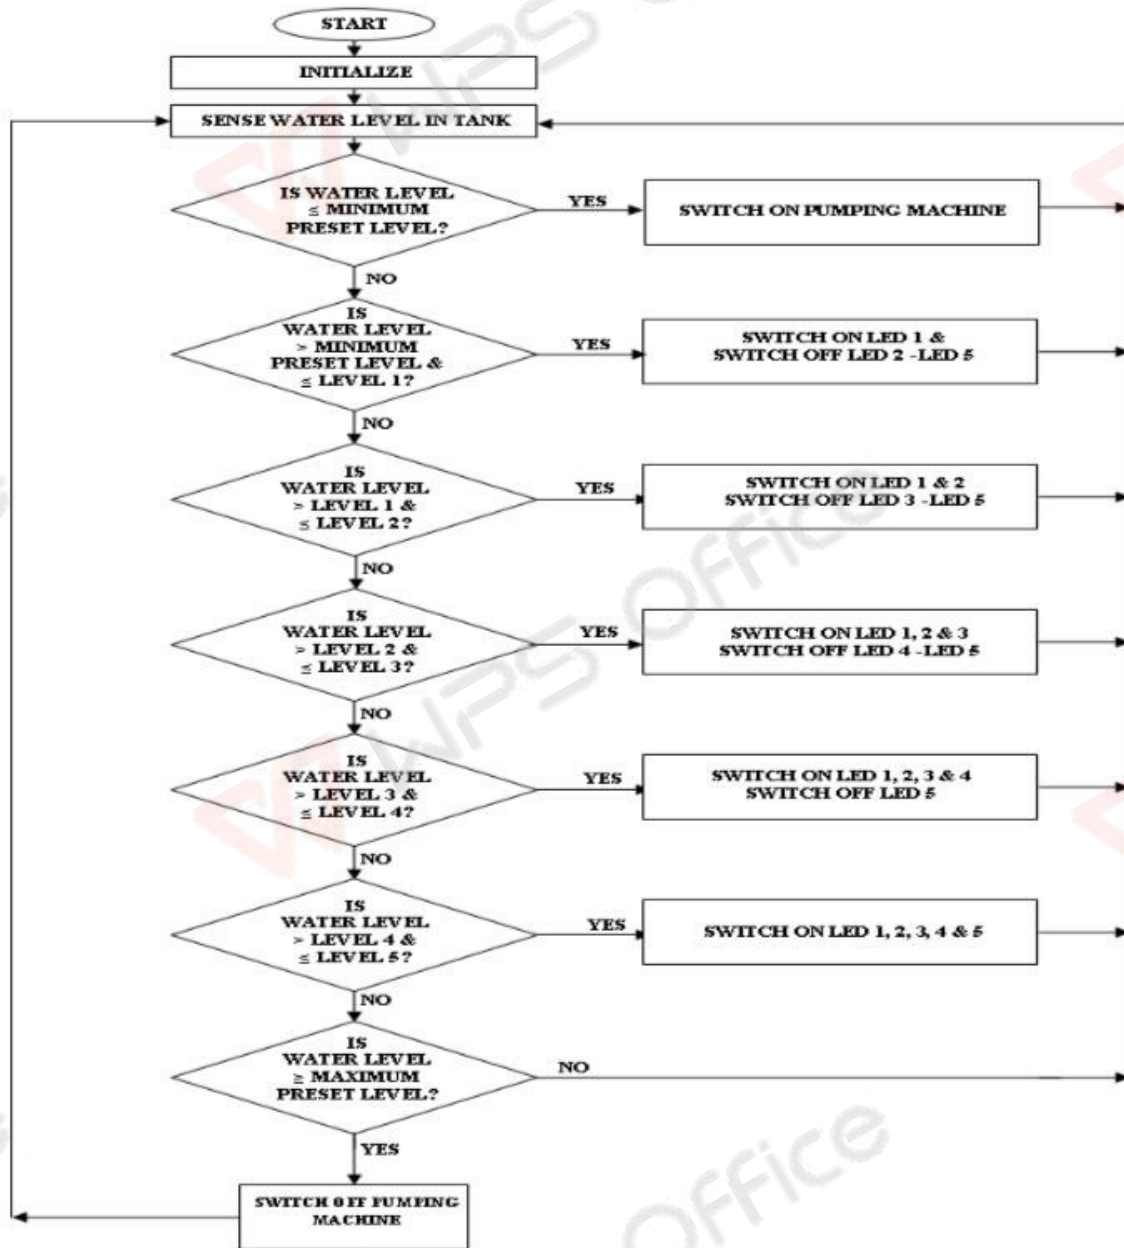 START
INITIALIZE
SENSE WATER LEVEL IN TANK
IS WATER LEVEL
≤ MINIMUM
PRESET LEVEL?
YES
SWITCH ON PUMPING MACHINE
NO
IS
WATER LEVEL
> MINIMUM
PRESET LEVEL &
≤ LEVEL 1?
YES
SWITCH ON LED 1 &
SWITCH OFF LED 2 -LED 5
NO
IS
WATER LEVEL
> LEVEL 1 &
≤ LEVEL 2?
YES
SWITCH ON LED 1 & 2
SWITCH OFF LED 3 -LED 5
NO
IS
WATER LEVEL
> LEVEL 2 &
≤ LEVEL 3?
YES
SWITCH ON LED 1, 2 & 3
SWITCH OFF LED 4 -LED 5
NO
IS
WATER LEVEL
> LEVEL 3 &
≤ LEVEL 4?
YES
SWITCH ON LED 1, 2, 3 & 4
SWITCH OFF LED 5
NO
IS
WATER LEVEL
> LEVEL 4 &
≤ LEVEL 5?
YES
SWITCH ON LED 1, 2, 3, 4 & 5
NO
IS
WATER LEVEL
≥ MAXIMUM
PRESET LEVEL?
NO
YES
SWITCH OFF PUMPING
MACHINE
WPS Office
WPS Office
Office